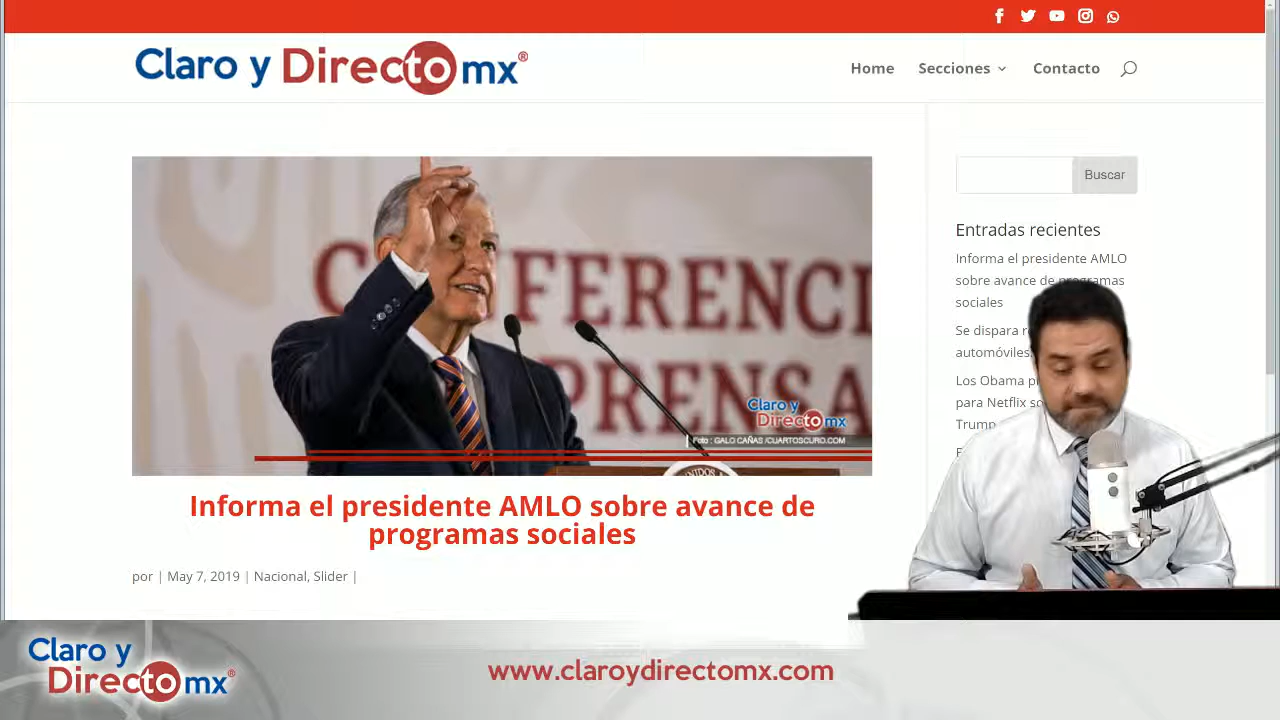 Claro y Directo mx®
Home Secciones Contacto
CONFERENCI
PRENSA
Claro y
Directo mx
Foto : GALO CAÑAS /CUARTOSCURO.COM
Informa el presidente AMLO sobre avance de
programas sociales
por | May 7, 2019 | Nacional, Slider |
Buscar
Entradas recientes
Informa el presidente AMLO
sobre avance de programas
sociales
Se dispara
automóviles
Los Obama
para Netflix
Trump
Claro y
Directo mx®
www.claroydirectomx.com